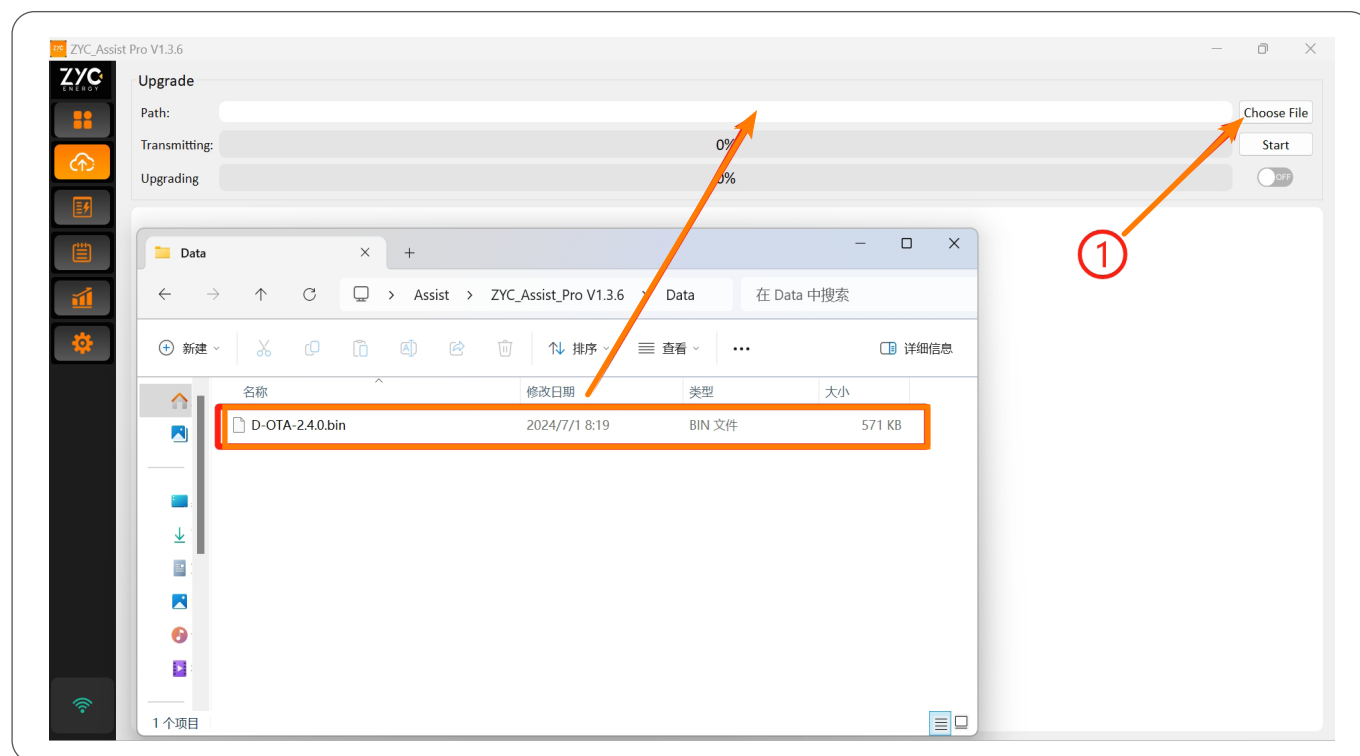 ZYC_Assist Pro V1.3.6
ZYC
ENERGY
Upgrade
Path:
Choose File
Transmitting:
0%
Start
Upgrading
0%
OFF
1
Data
Assist > ZYC_Assist_Pro V1.3.6 > Data
在 Data 中搜索
新建
排序
查看
详细信息
名称
修改日期
类型
大小
D-OTA-2.4.0.bin
2024/7/1 8:19
BIN 文件
571 KB
1 个项目